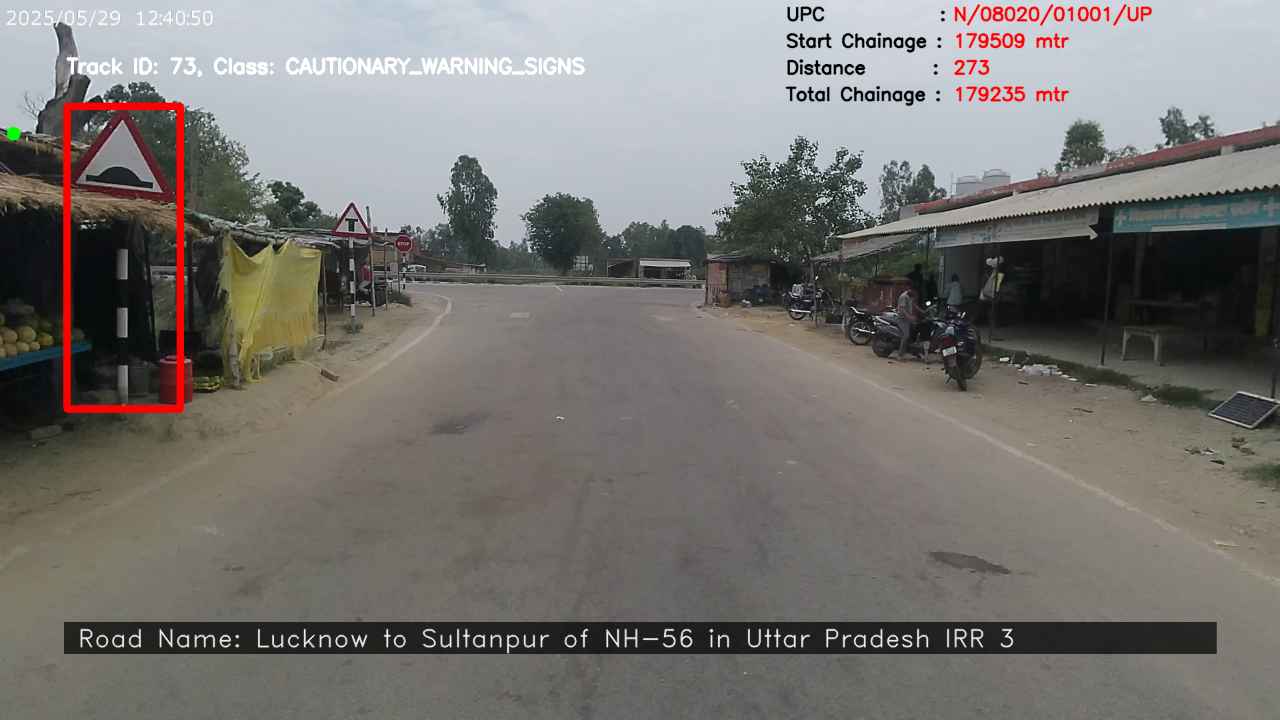 2025/05/29 12:40:50
UPC : N/08020/01001/UP
Start Chainage : 179509 mtr
Distance : 273
Total Chainage : 179235 mtr
Track ID: 73, Class: CAUTIONARY_WARNING_SIGNS
STOP
Road Name: Lucknow to Sultanpur of NH-56 in Uttar Pradesh IRR 3